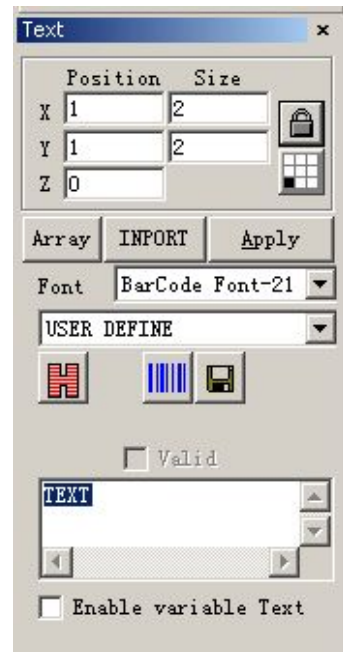 Text ×
Position Size
X 1 2
Y 1 2
Z 0
Array INPORT Apply
Font BarCode Font-21
USER DEFINE
H
Valid
TEXT
Enable variable Text